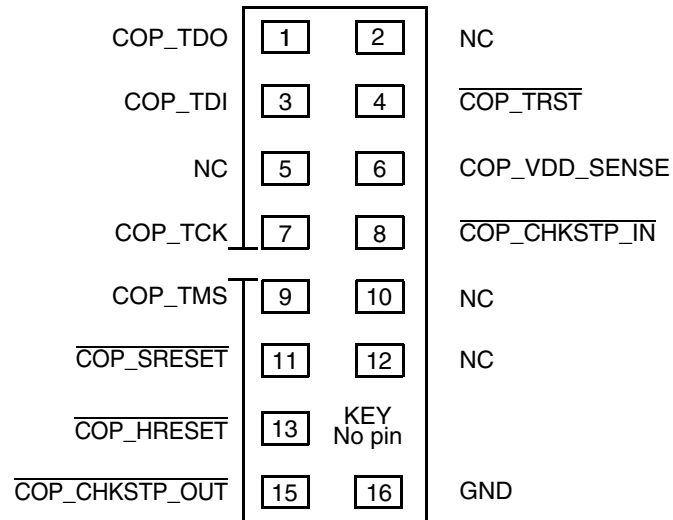 COP_TDO 1 2 NC
COP_TDI 3 4 COP_TRST
NC 5 6 COP_VDD_SENSE
COP_TCK 7 8 COP_CHKSTP_IN
COP_TMS 9 10 NC
COP_SRESET 11 12 NC
COP_HRESET 13 KEY
No pin
COP_CHKSTP_OUT 15 16 GND